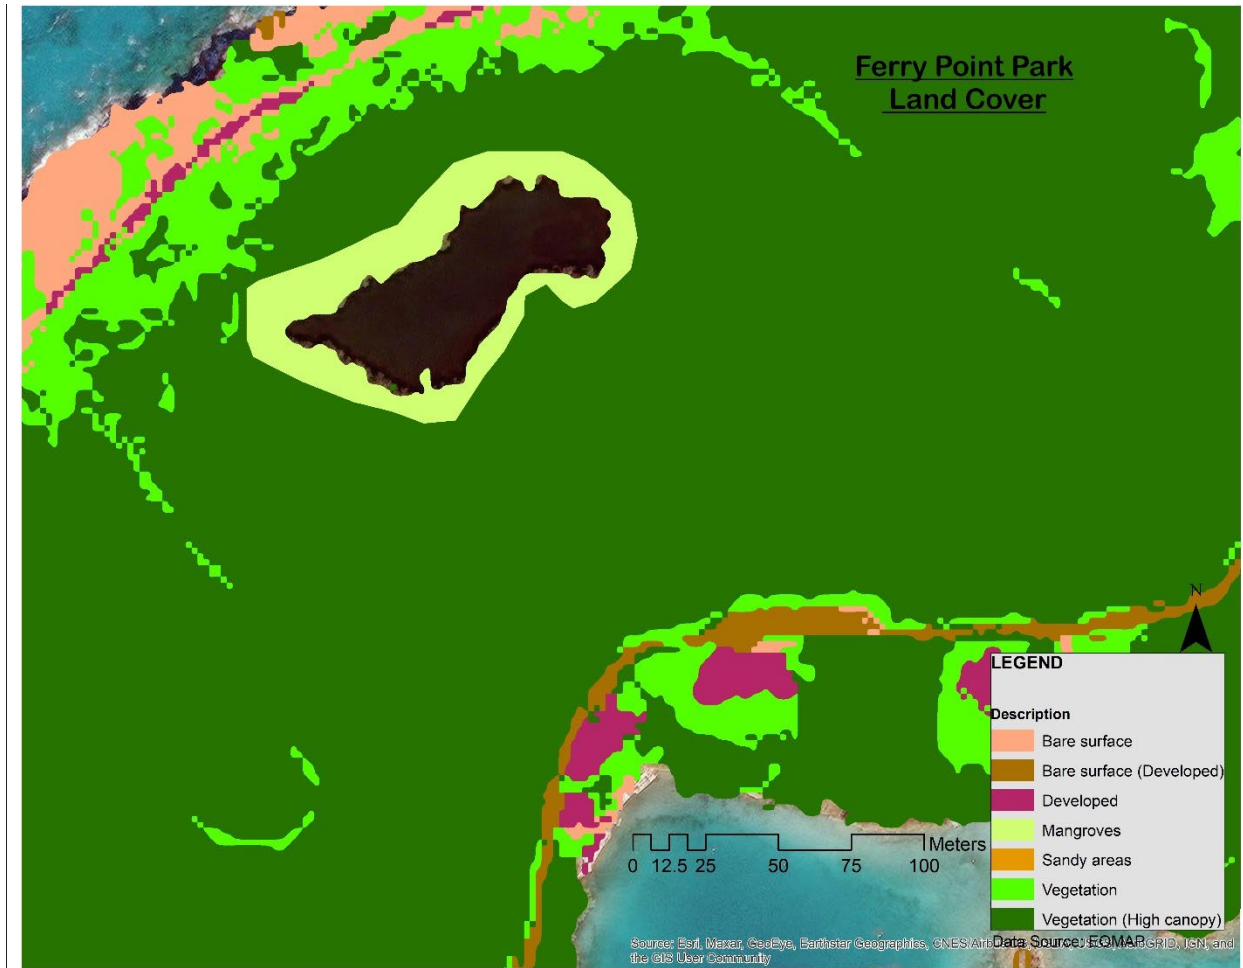 Ferry Point Park
Land Cover
N
LEGEND
Description
Bare surface
Bare surface (Developed)
Developed
Mangroves
Sandy areas
Vegetation
Vegetation (High canopy)
Data Source: EOMAP
Meters
0 12.5 25 50 75 100
Source: Esri, Maxar, GeoEye, Earthstar Geographics, CNES/Airbus IGN, and
the GIS User Community